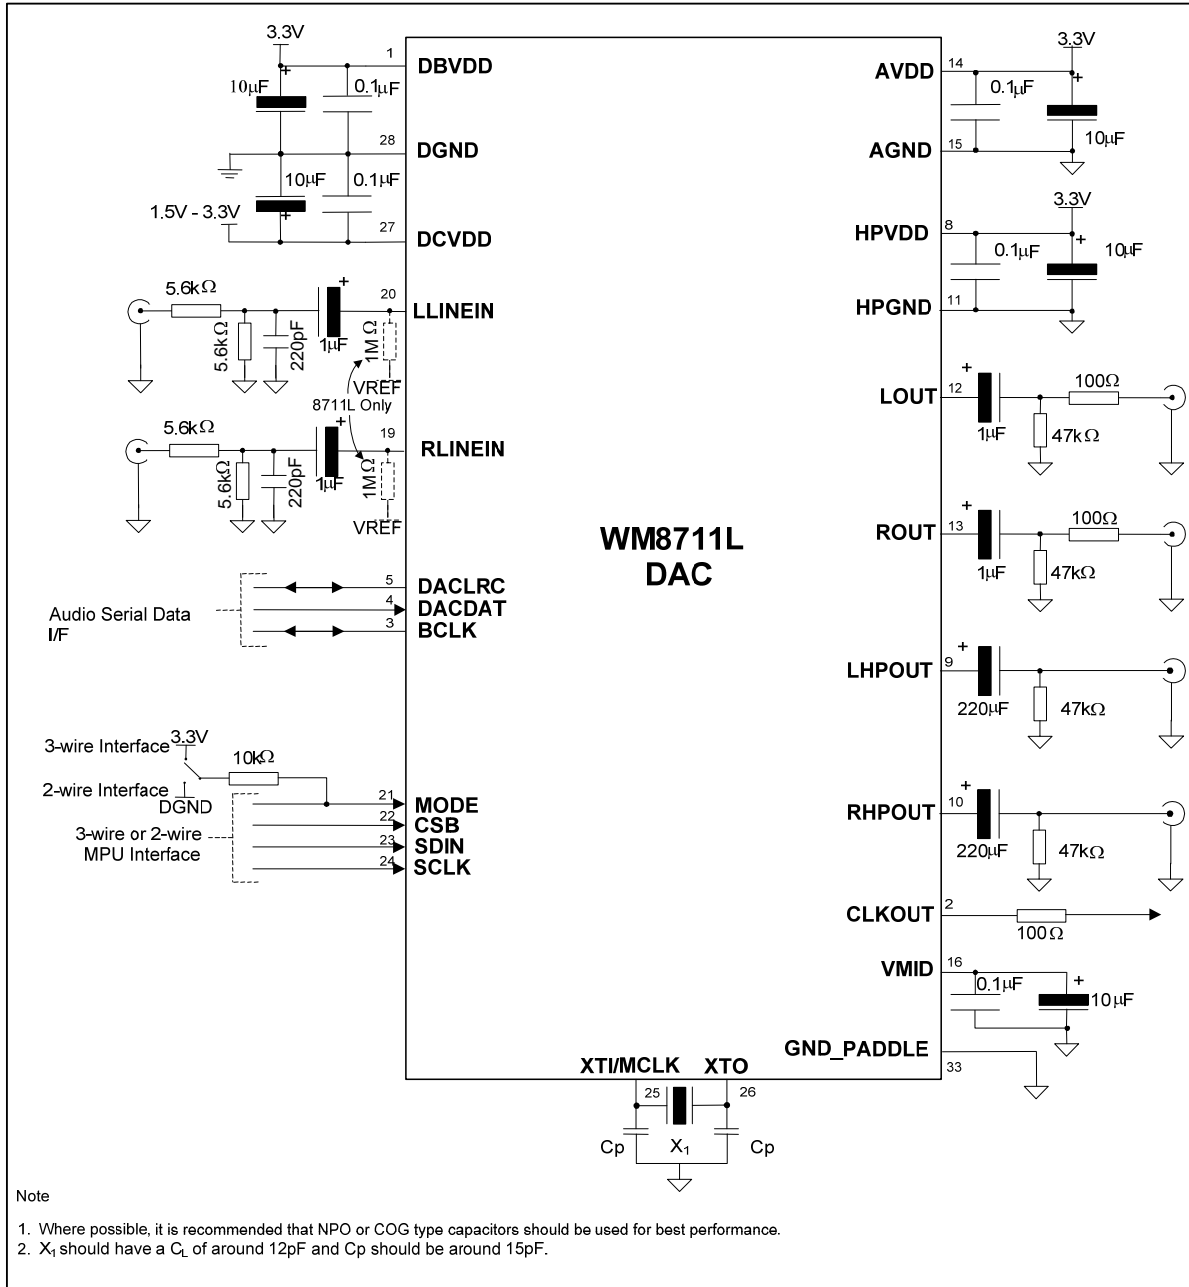 3.3V
1
DBVDD
10µF
0.1µF
28
DGND
10µF
0.1µF
1.5V - 3.3V
27
DCVDD
5.6kΩ
20
LLINEIN
5.6kΩ
220pF
1µF
1MΩ
VREF
8711L Only
5.6kΩ
19
RLINEIN
5.6kΩ
220pF
1µF
1MΩ
VREF
5
DACLRC
4
DACDAT
3
BCLK
Audio Serial Data
I/F
3-wire Interface
3.3V
10kΩ
2-wire Interface
DGND
21
MODE
22
CSB
23
SDIN
24
SCLK
3-wire or 2-wire
MPU Interface
WM8711L
DAC
3.3V
AVDD
14
0.1µF
10µF
AGND
15
3.3V
HPVDD
8
0.1µF
10µF
HPGND
11
LOUT
12
1µF
100Ω
47kΩ
ROUT
13
1µF
100Ω
47kΩ
LHPOUT
9
220µF
47kΩ
RHPOUT
10
220µF
47kΩ
CLKOUT
2
100Ω
VMID
16
0.1µF
10µF
GND_PADDLE
33
XTI/MCLK
XTO
25
26
Cp
X₁
Cp
Note
1. Where possible, it is recommended that NPO or COG type capacitors should be used for best performance.
2. X₁ should have a C_L of around 12pF and Cp should be around 15pF.